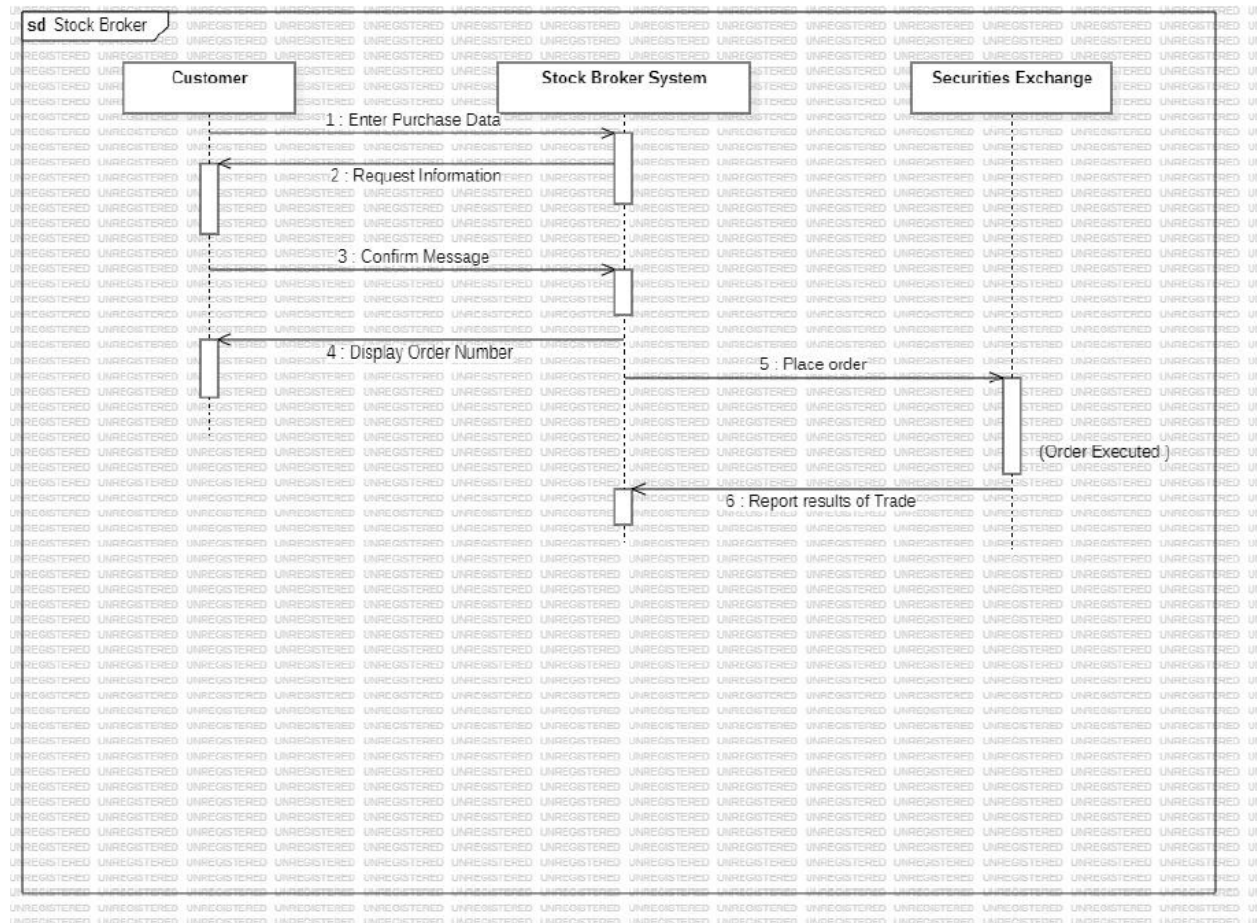 sd Stock Broker
Customer
Stock Broker System
Securities Exchange
1 : Enter Purchase Data
2 : Request Information
3 : Confirm Message
4 : Display Order Number
5 : Place order
(Order Executed )
6 : Report results of Trade
UNREGISTERED